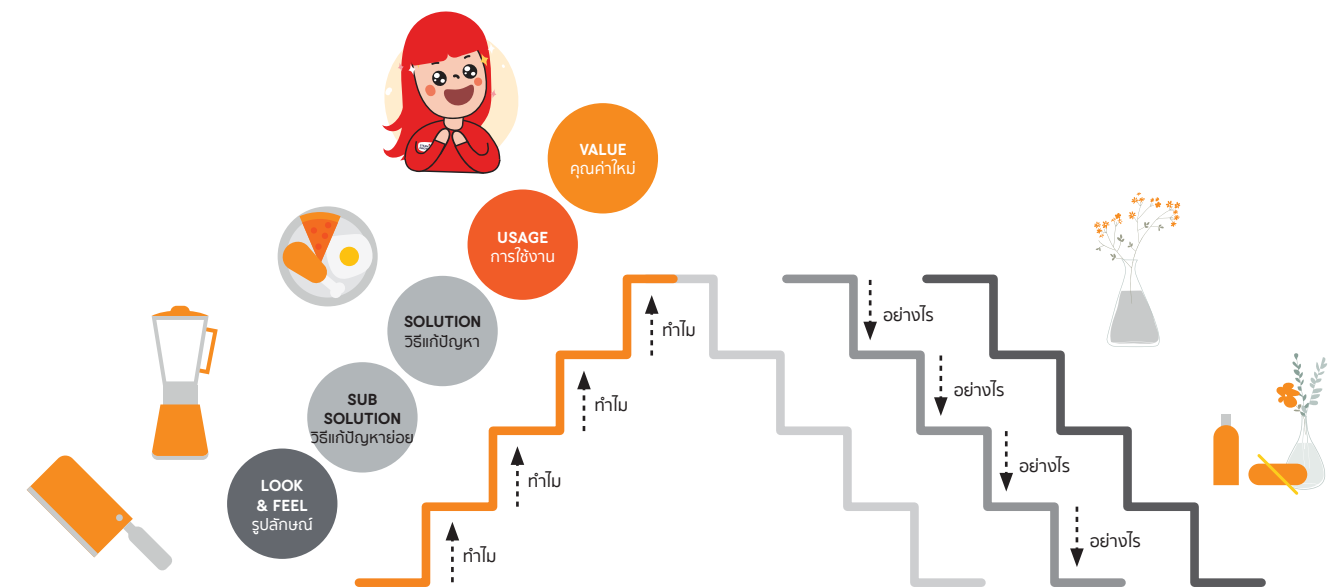 VALUE
คุณค่าใหม่
USAGE
การใช้งาน
SOLUTION
วิธีแก้ปัญหา
SUB
SOLUTION
วิธีแก้ปัญหาย่อย
LOOK
& FEEL
รูปลักษณ์
ทำไม
ทำไม
ทำไม
ทำไม
อย่างไร
อย่างไร
อย่างไร
อย่างไร